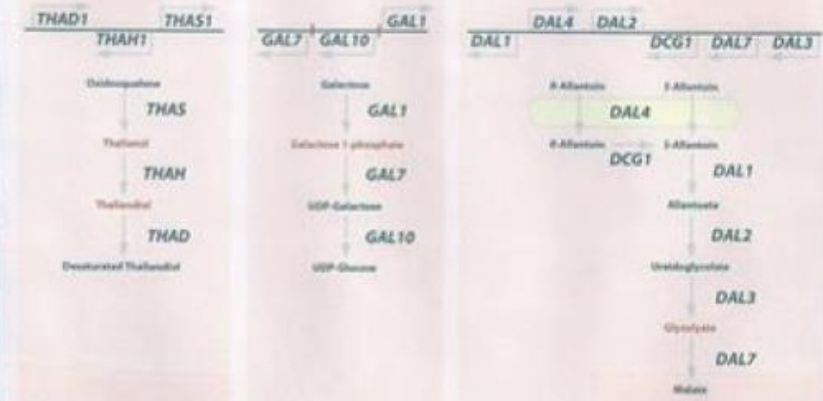 THAD1 THAS1
THAH1
Oxidosqualene
THAS
Thalianol
THAH
Thaliandiol
THAD
Desaturated Thaliandiol
GAL1
GAL7 GAL10
Galactose
GAL1
Galactose 1-phosphate
GAL7
UDP-Galactose
GAL10
UDP-Glucose
DAL4 DAL2
DAL1 DCG1 DAL7 DAL3
R-Allantoin S-Allantoin
DAL4
R-Allantoin S-Allantoin
DCG1
DAL1
Allantoate
DAL2
Ureidoglycolate
DAL3
Glyoxylate
DAL7
Malate